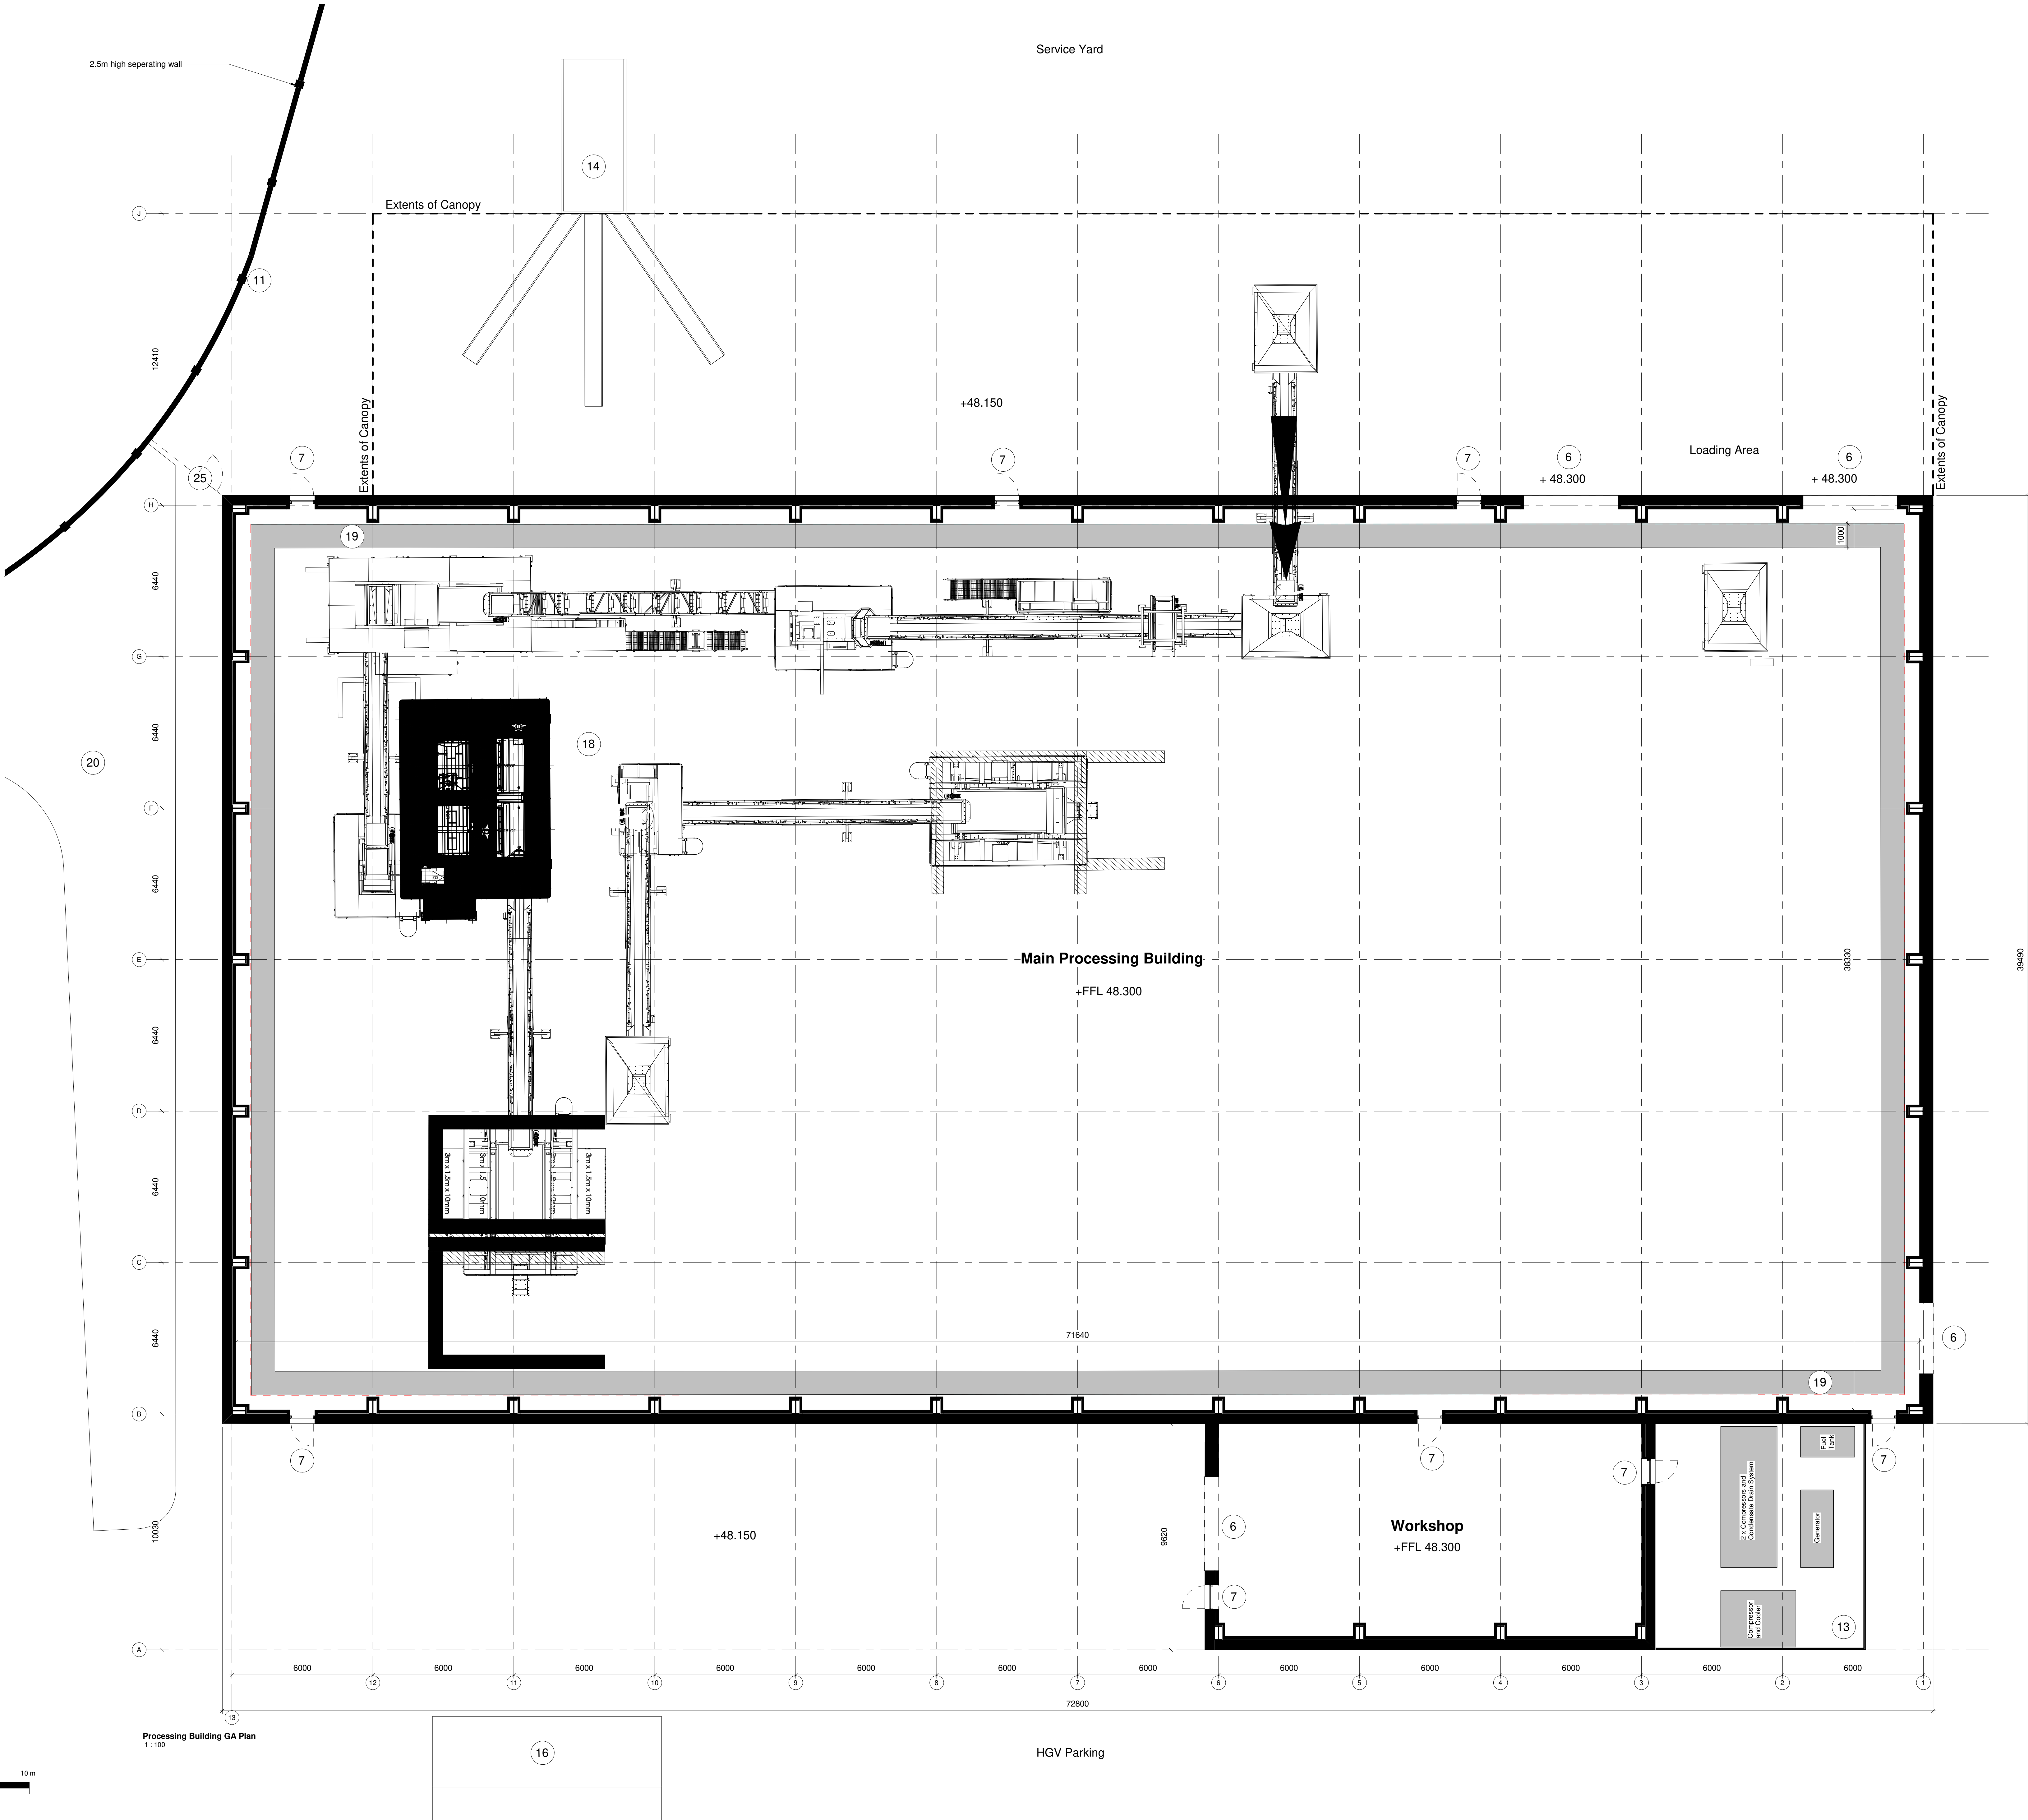 Service Yard
2.5m high seperating wall
14
Extents of Canopy
J
11
12410
Extents of Canopy
+48.150
Extents of Canopy
Loading Area
7
7
7
6
6
+ 48.300
+ 48.300
25
H
19
1000
6440
G
6440
18
20
F
6440
E
Main Processing Building
+FFL 48.300
38330
39490
6440
D
3m x 1.5m x 10mm
3m x 1.5m x 10mm
6440
C
6440
71640
6
19
B
7
7
7
7
Fuel
Tank
2 x Compressors and
Condensate Drain System
Generator
10030
+48.150
9620
6
Workshop
+FFL 48.300
7
Compressor
and Cooler
13
A
6000
6000
6000
6000
6000
6000
6000
6000
6000
6000
6000
6000
12
11
10
9
8
7
6
5
4
3
2
1
72800
13
Processing Building GA Plan
1 : 100
16
HGV Parking
10 m